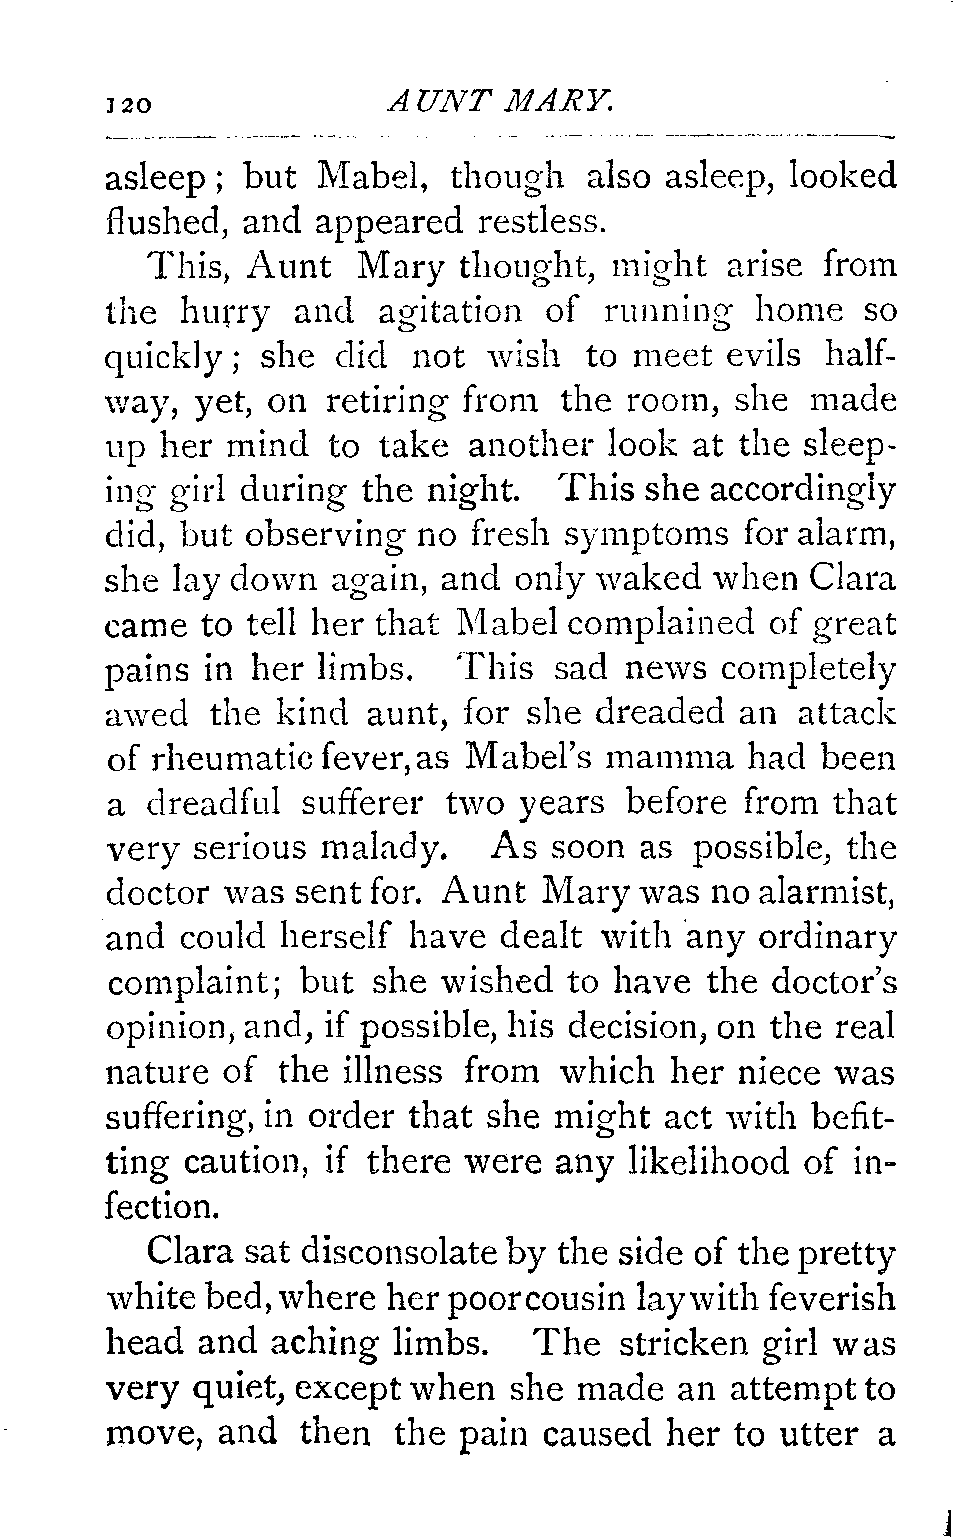 120 AUNT MARY.
asleep; but Mabel, though also asleep, looked
flushed, and appeared restless.
This, Aunt Mary thought, might arise from
the hurry and agitation of running home so
quickly; she did not wish to meet evils half-
way, yet, on retiring from the room, she made
up her mind to take another look at the sleep-
ing girl during the night. This she accordingly
did, but observing no fresh symptoms for alarm,
she lay down again, and only waked when Clara
came to tell her that Mabel complained of great
pains in her limbs. This sad news completely
awed the kind aunt, for she dreaded an attack
of rheumatic fever, as Mabel's mamma had been
a dreadful sufferer two years before from that
very serious malady. As soon as possible, the
doctor was sent for. Aunt Mary was no alarmist,
and could herself have dealt with any ordinary
complaint; but she wished to have the doctor's
opinion, and, if possible, his decision, on the real
nature of the illness from which her niece was
suffering, in order that she might act with befit-
ting caution, if there were any likelihood of in-
fection.
Clara sat disconsolate by the side of the pretty
white bed, where her poor cousin lay with feverish
head and aching limbs. The stricken girl was
very quiet, except when she made an attempt to
move, and then the pain caused her to utter a